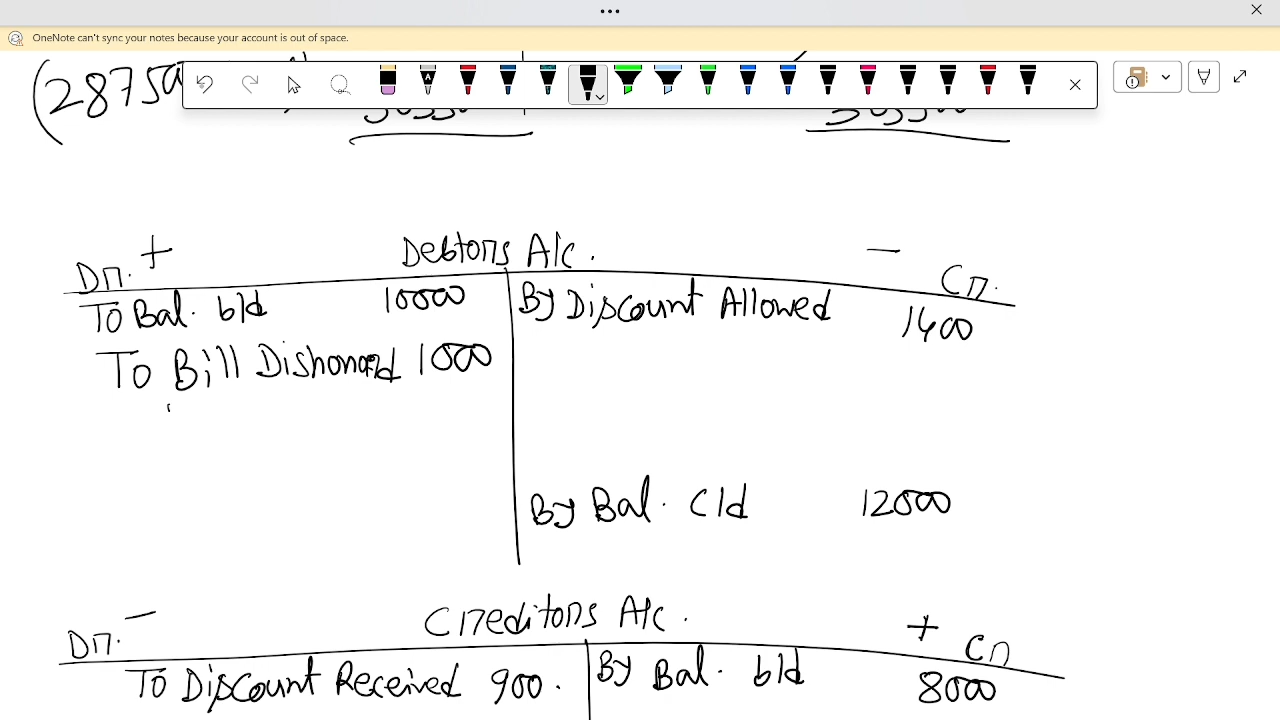 OneNote can't sync your notes because your account is out of space.
Debtors A/c.
Dr. + − Cr.
To Bal. b/d 10000 By Discount Allowed 1400
To Bill Dishonored 1000
By Bal. c/d 12000
Creditors A/c.
Dr. − + Cr
To Discount Received 900. By Bal. b/d 8000